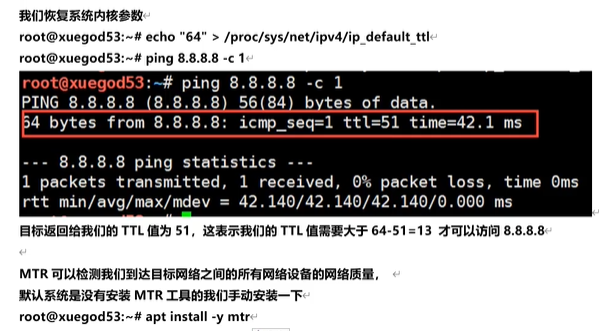 我们恢复系统内核参数
root@xuegod53:~# echo "64" > /proc/sys/net/ipv4/ip_default_ttl
root@xuegod53:~# ping 8.8.8.8 -c 1
root@xuegod53:~# ping 8.8.8.8 -c 1
PING 8.8.8.8 (8.8.8.8) 56(84) bytes of data.
64 bytes from 8.8.8.8: icmp_seq=1 ttl=51 time=42.1 ms
--- 8.8.8.8 ping statistics ---
1 packets transmitted, 1 received, 0% packet loss, time 0ms
rtt min/avg/max/mdev = 42.140/42.140/42.140/0.000 ms
目标返回给我们的 TTL 值为 51，这表示我们的 TTL 值需要大于 64-51=13 才可以访问 8.8.8.8
MTR 可以检测我们到达目标网络之间的所有网络设备的网络质量，
默认系统是没有安装 MTR 工具的我们手动安装一下
root@xuegod53:~# apt install -y mtr